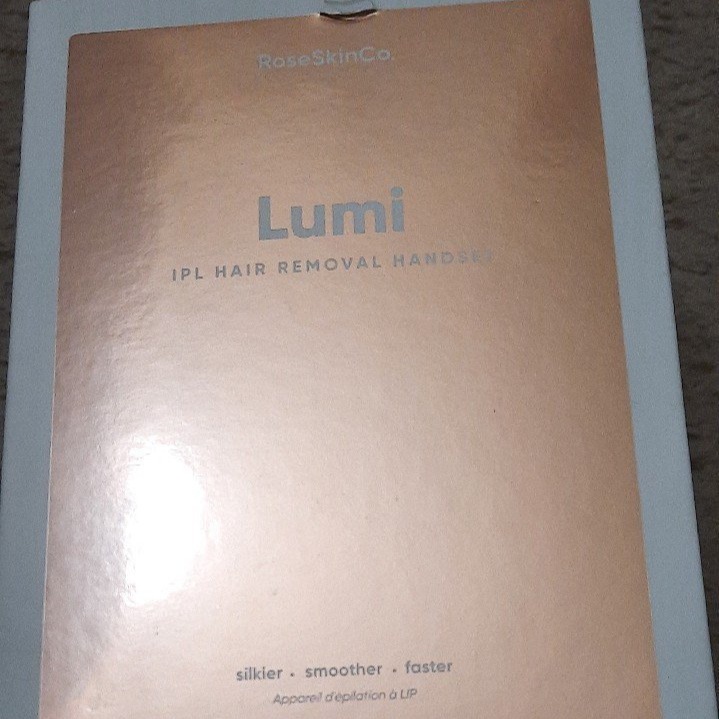 RoseSkinCo.
Lumi
IPL HAIR REMOVAL HANDSET
silkier . smoother . faster
Appareil d'épilation à LIP